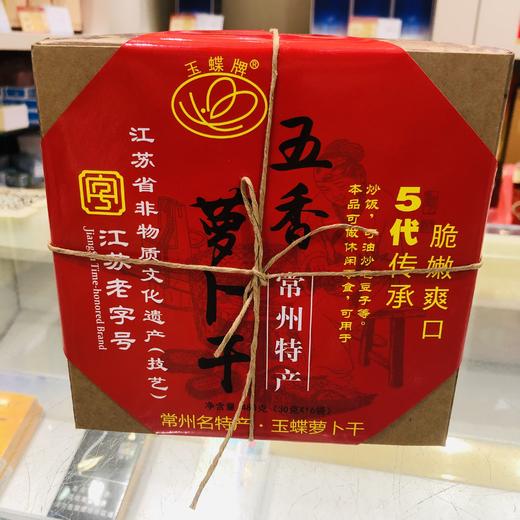 玉蝶牌®
五香
萝卜干
常州特产
江苏省非物质文化遗产(技艺)
江苏老字号
Jiangsu Time-honored Brand
脆嫩爽口
5代传承
本品可做休闲零食,可用于
炒饭,可油炒毛豆子等。
常州名特产·玉蝶萝卜干